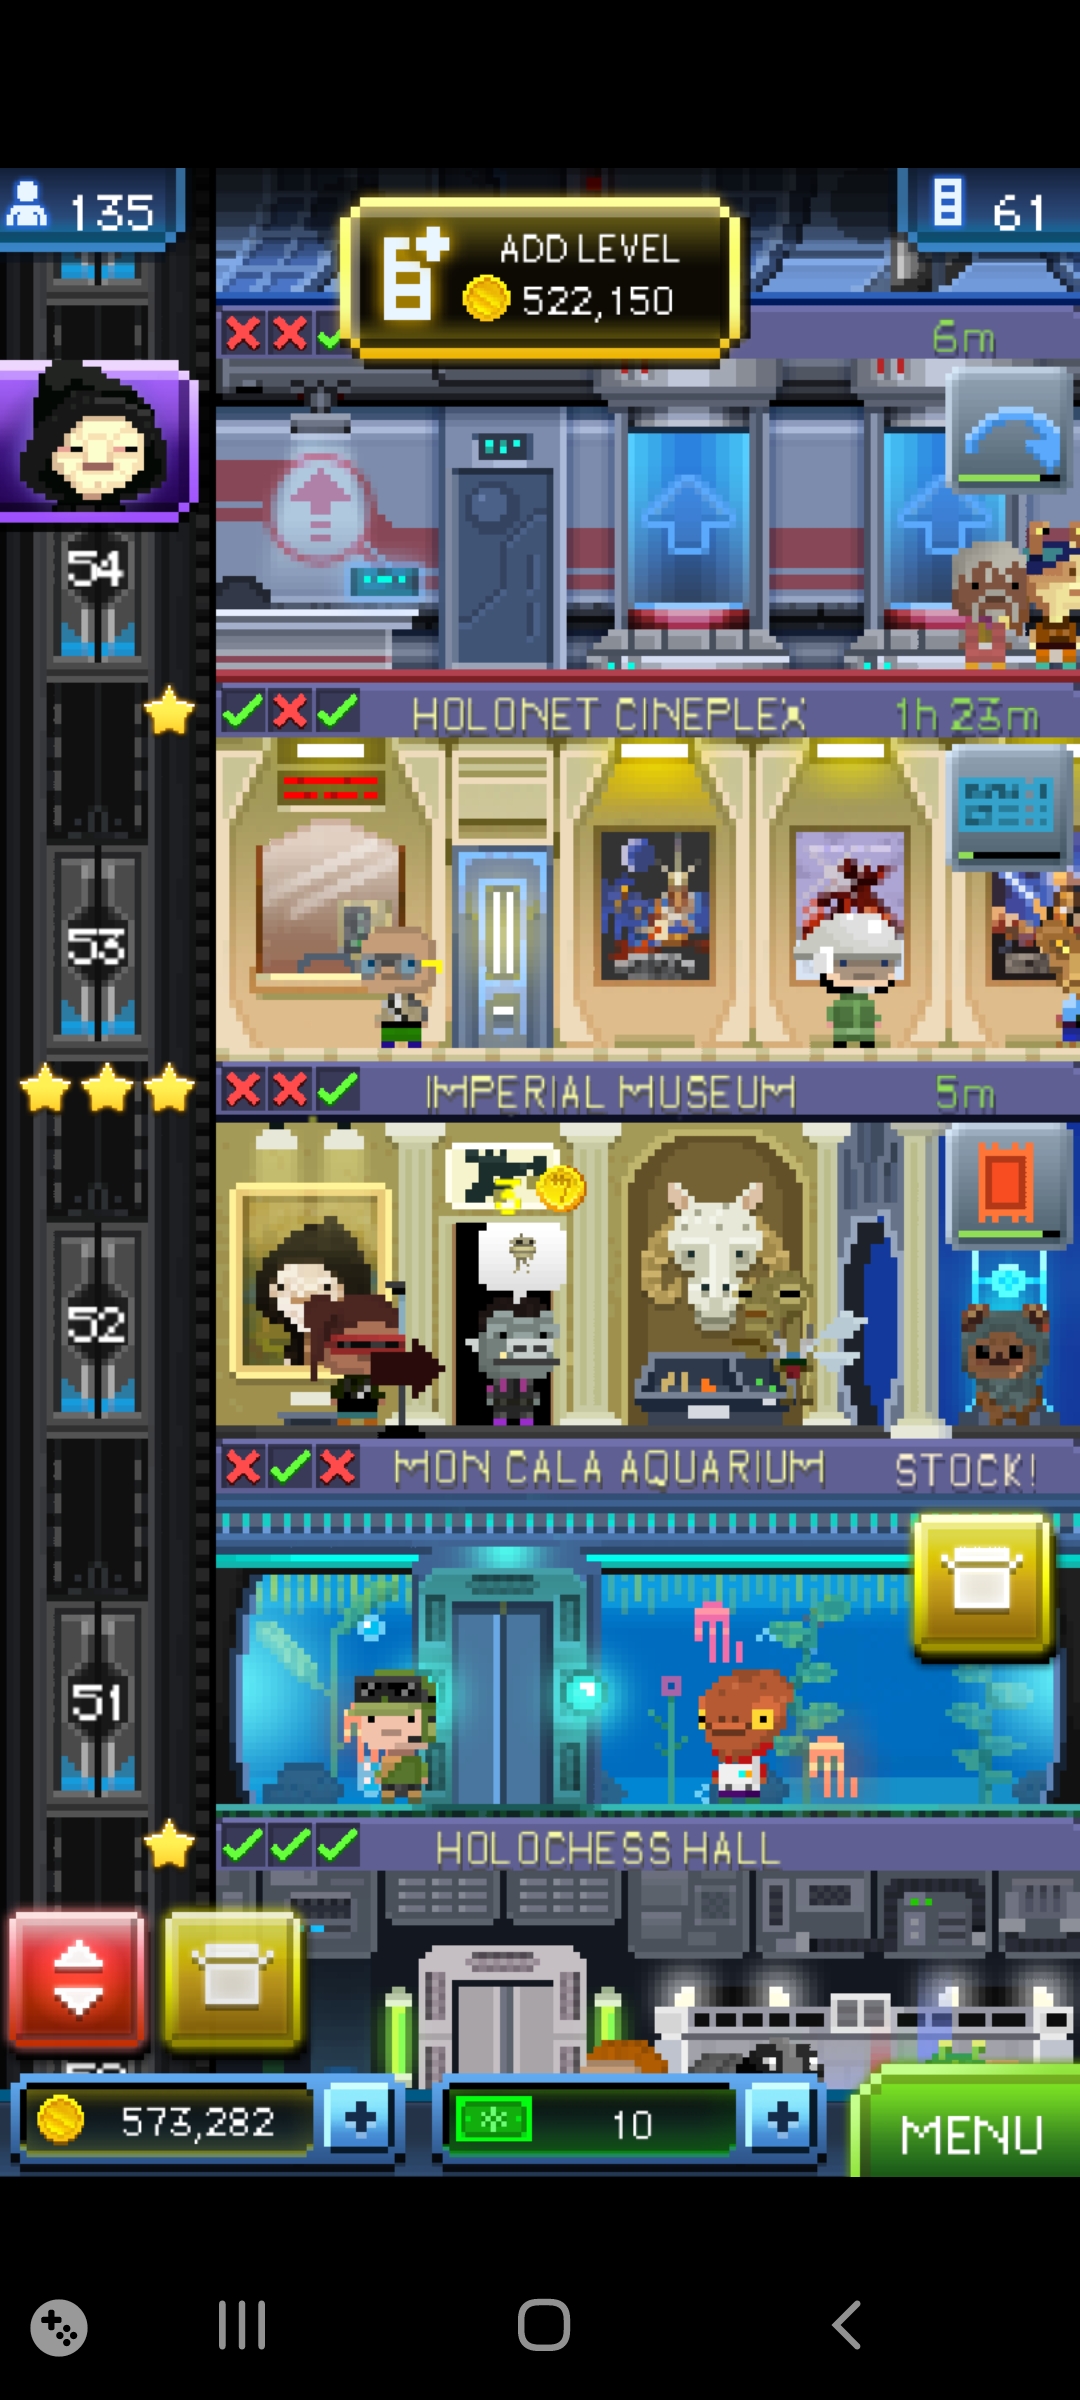 135
ADD LEVEL
522,150
61
6m
54
HOLONET CINEPLEX
1h 23m
53
IMPERIAL MUSEUM
5m
52
MON CALA AQUARIUM
STOCK!
51
HOLOCHESS HALL
573,282
10
MENU